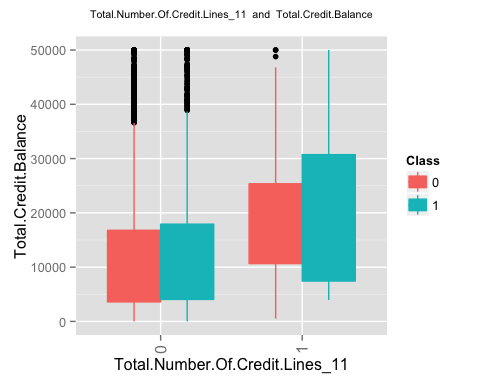 Total.Number.Of.Credit.Lines_11 and Total.Credit.Balance
Total.Credit.Balance
50000
40000
30000
20000
10000
0
0
1
Total.Number.Of.Credit.Lines_11
Class
0
1